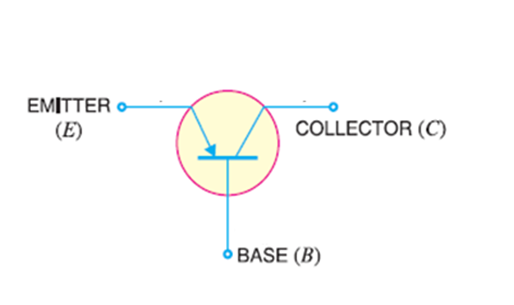 EMITTER
(E)
COLLECTOR (C)
BASE (B)